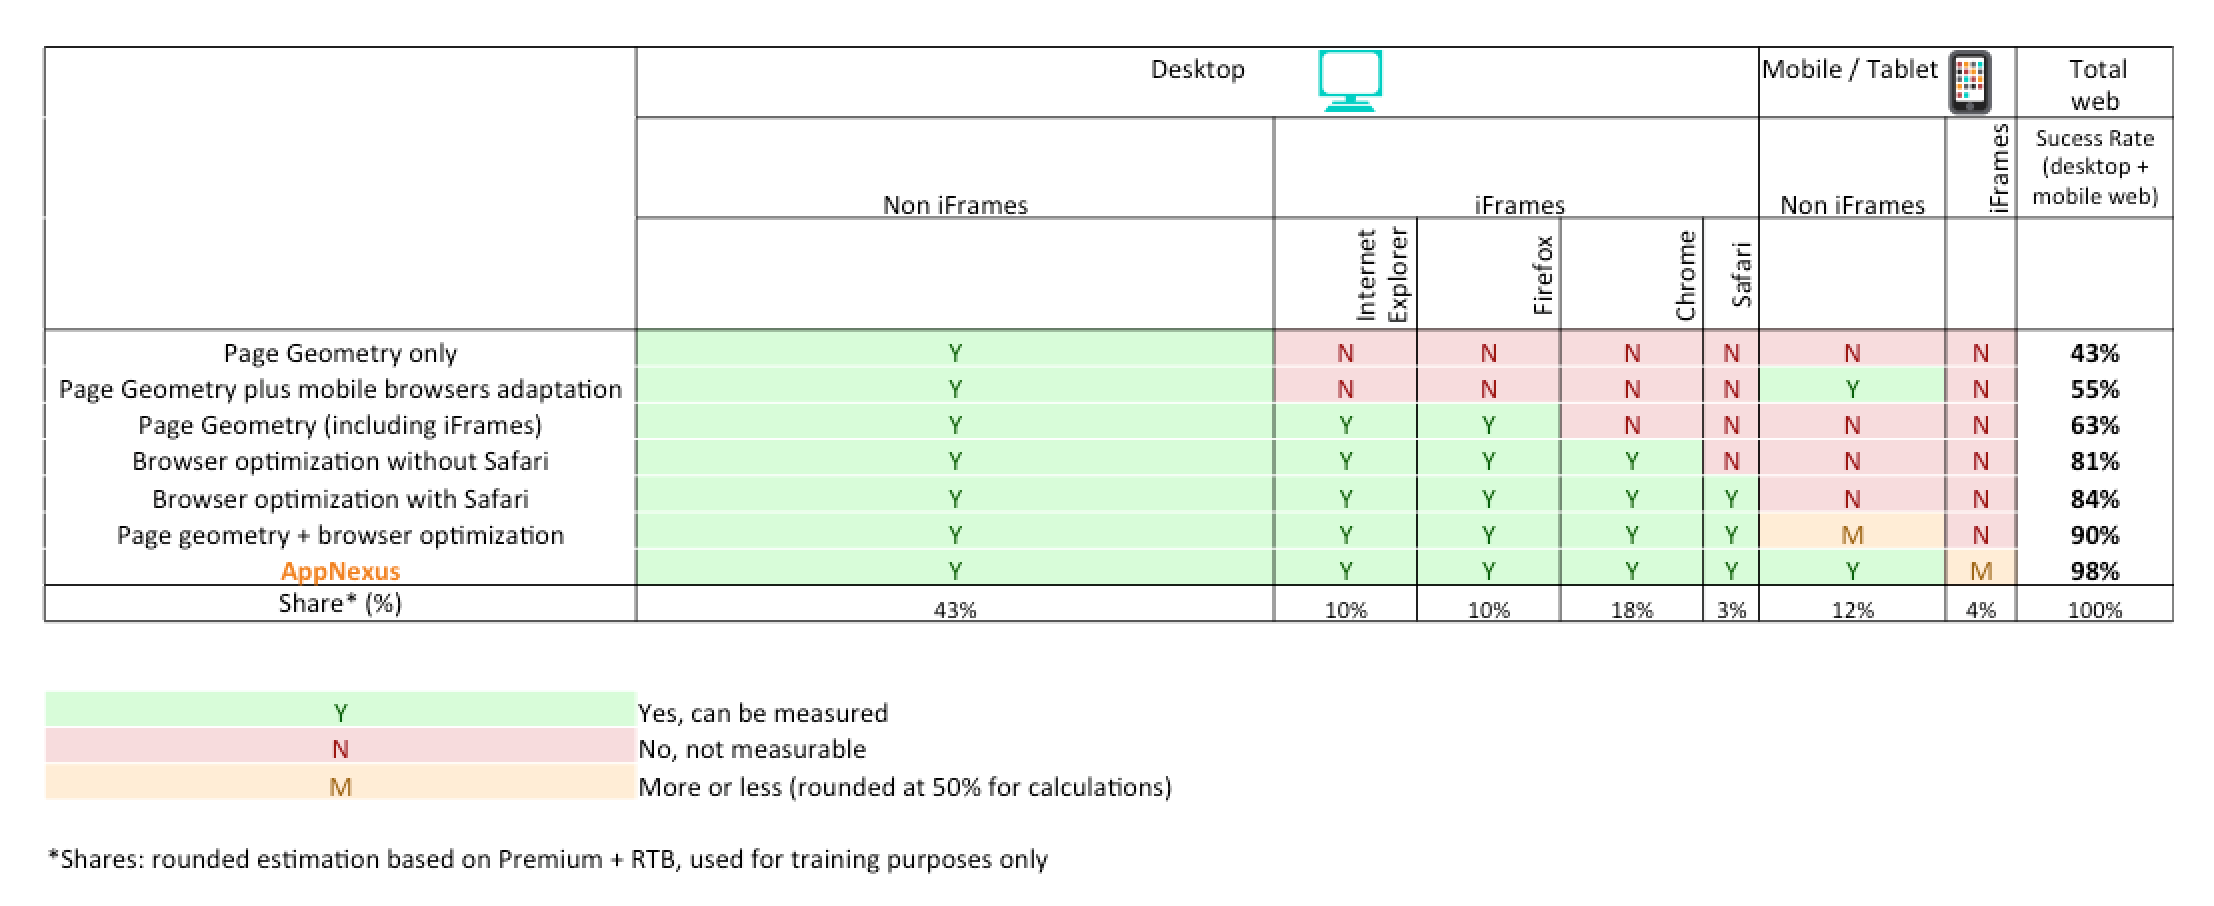 Desktop
Mobile / Tablet
Total
web
Non iFrames
iFrames
Non iFrames
iFrames
Sucess Rate
(desktop +
mobile web)
Internet
Explorer
Firefox
Chrome
Safari
Page Geometry only Y N N N N N N 43%
Page Geometry plus mobile browsers adaptation Y N N N N Y N 55%
Page Geometry (including iFrames) Y Y Y N N N N 63%
Browser optimization without Safari Y Y Y Y N N N 81%
Browser optimization with Safari Y Y Y Y Y N N 84%
Page geometry + browser optimization Y Y Y Y Y M N 90%
AppNexus Y Y Y Y Y Y M 98%
Share* (%) 43% 10% 10% 18% 3% 12% 4% 100%
Y Yes, can be measured
N No, not measurable
M More or less (rounded at 50% for calculations)
*Shares: rounded estimation based on Premium + RTB, used for training purposes only